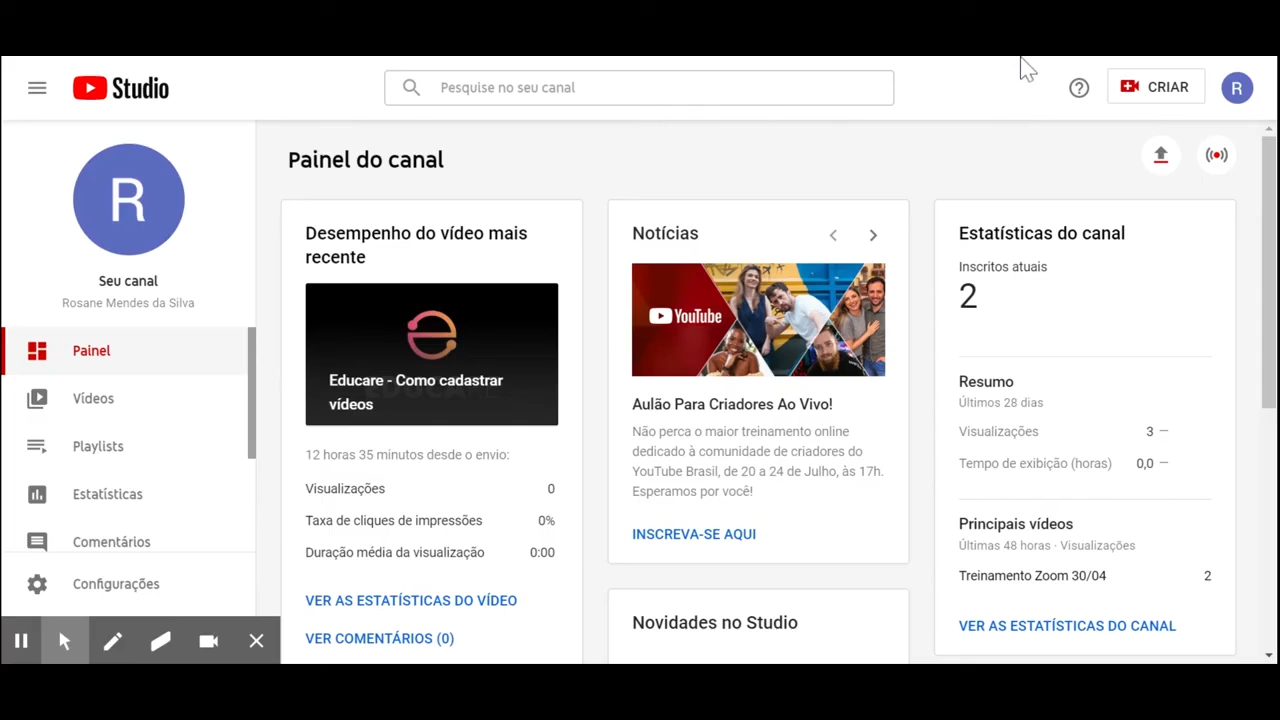 Studio
Pesquise no seu canal
CRIAR
R
R
Seu canal
Rosane Mendes da Silva
Painel
Vídeos
Playlists
Estatísticas
Comentários
Configurações
Painel do canal
Desempenho do vídeo mais
recente
Educare - Como cadastrar
vídeos
12 horas 35 minutos desde o envio:
Visualizações 0
Taxa de cliques de impressões 0%
Duração média da visualização 0:00
VER AS ESTATÍSTICAS DO VÍDEO
VER COMENTÁRIOS (0)
Notícias
YouTube
Aulão Para Criadores Ao Vivo!
Não perca o maior treinamento online
dedicado à comunidade de criadores do
YouTube Brasil, de 20 a 24 de Julho, às 17h.
Esperamos por você!
INSCREVA-SE AQUI
Novidades no Studio
Estatísticas do canal
Inscritos atuais
2
Resumo
Últimos 28 dias
Visualizações 3 —
Tempo de exibição (horas) 0,0 —
Principais vídeos
Últimas 48 horas · Visualizações
Treinamento Zoom 30/04 2
VER AS ESTATÍSTICAS DO CANAL